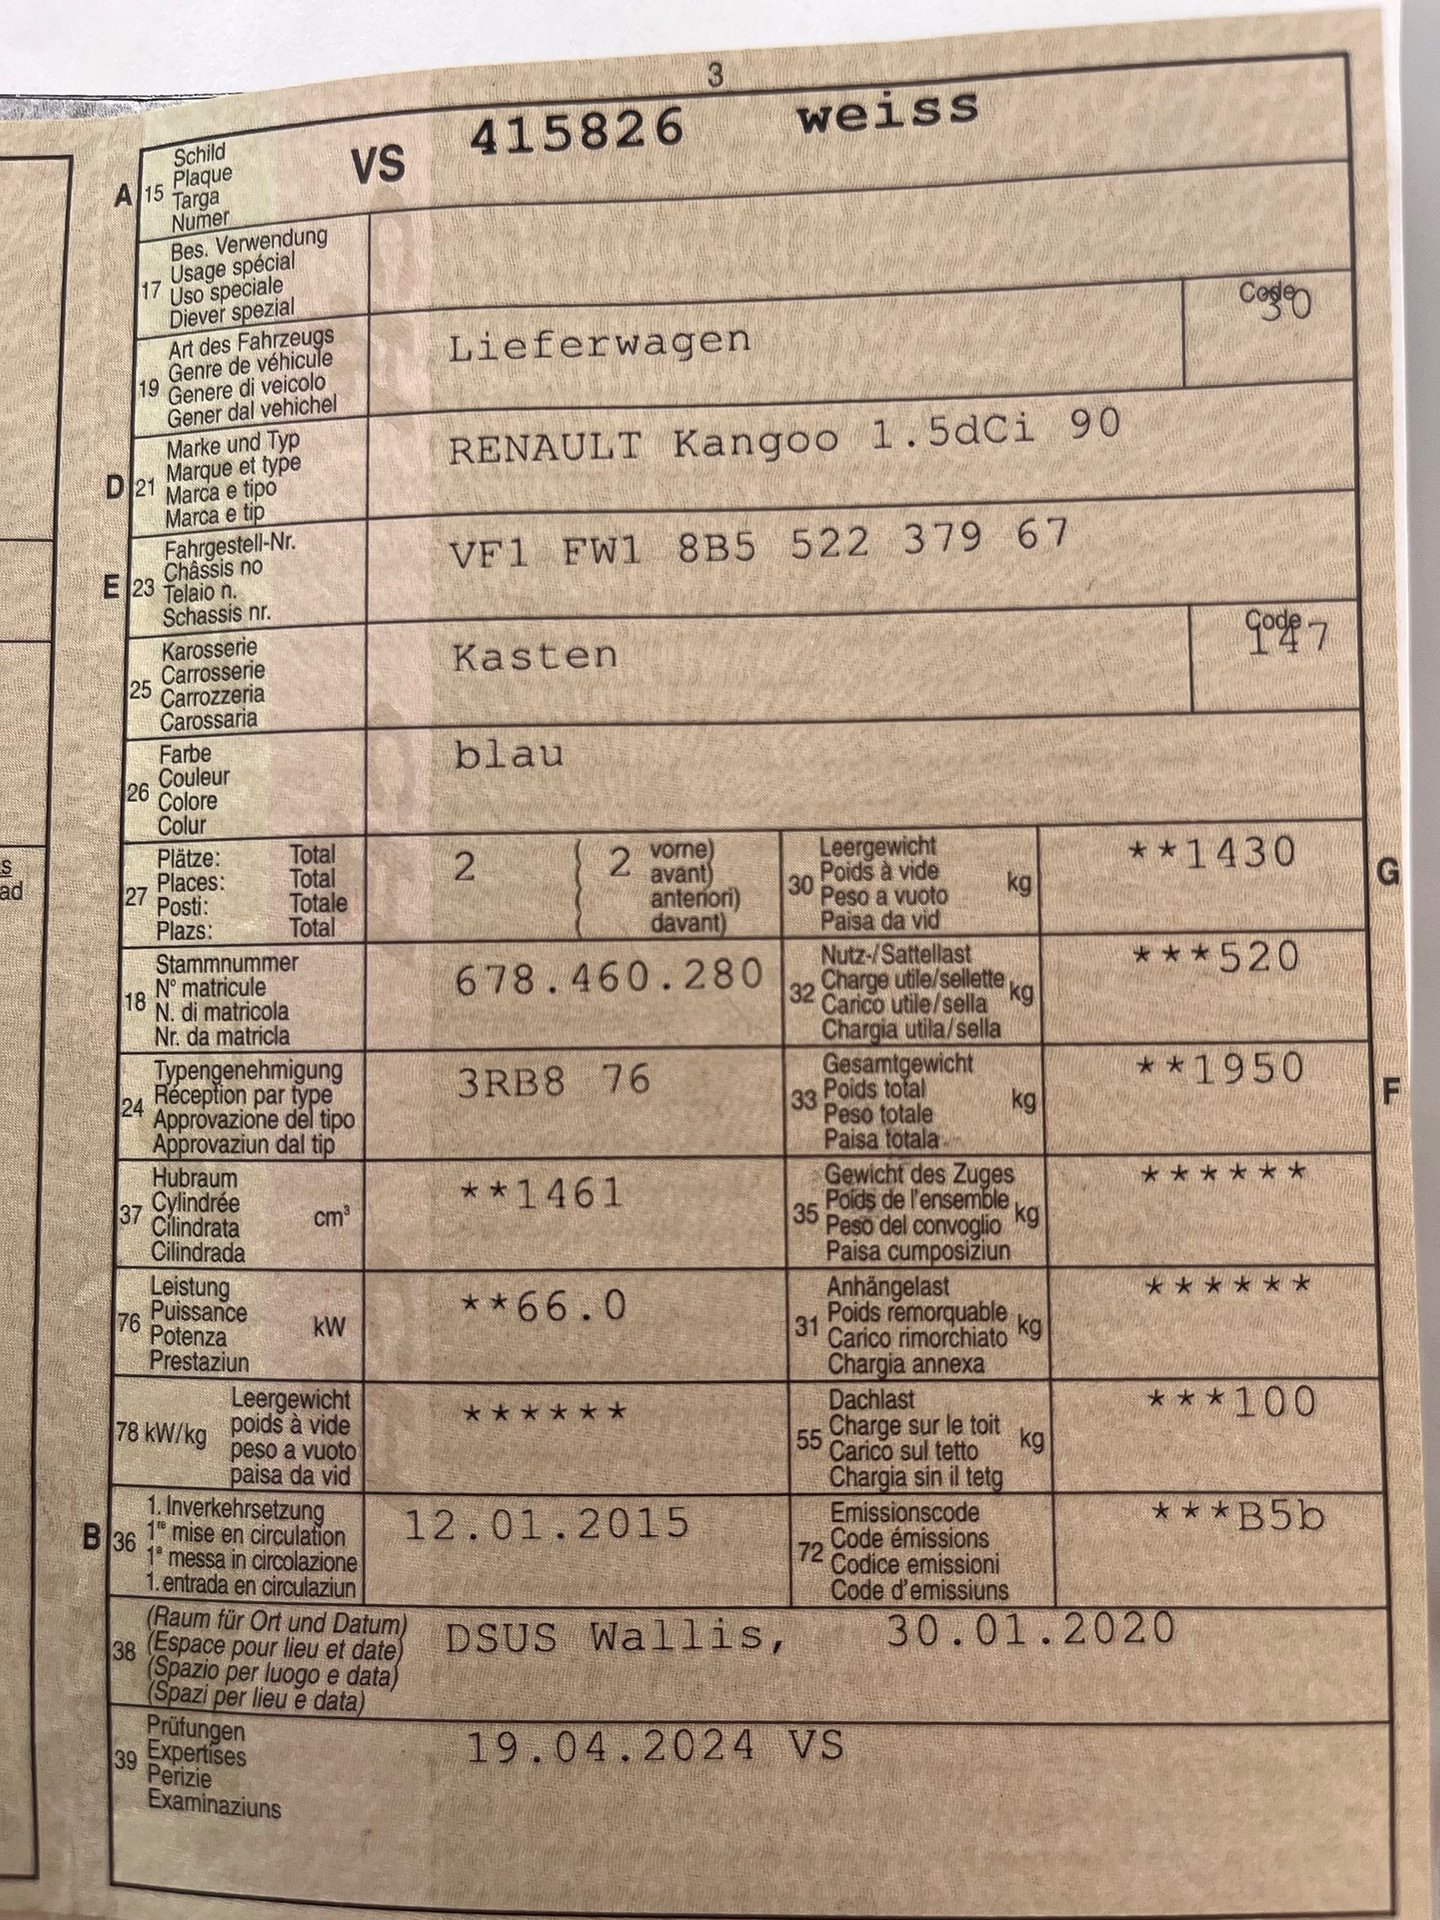 3
A 15 Schild
Plaque
Targa
Numer
VS 415826 weiss
17 Bes. Verwendung
Usage spécial
Uso speciale
Diever spezial
19 Art des Fahrzeugs
Genre de véhicule
Genere di veicolo
Gener dal vehichel
Lieferwagen
Code
30
D 21 Marke und Typ
Marque et type
Marca e tipo
Marca e tip
RENAULT Kangoo 1.5dCi 90
E 23 Fahrgestell-Nr.
Châssis no
Telaio n.
Schassis nr.
VF1 FW1 8B5 522 379 67
25 Karosserie
Carrosserie
Carrozzeria
Carossaria
Kasten
Code
147
26 Farbe
Couleur
Colore
Colur
blau
27 Plätze: Total
Places: Total
Posti: Totale
Plazs: Total
2 ( 2 vorne)
( avant)
( anteriori)
( davant)
30 Leergewicht
Poids à vide kg
Peso a vuoto
Paisa da vid
**1430
G
18 Stammnummer
N° matricule
N. di matricola
Nr. da matricla
678.460.280
32 Nutz-/Sattellast
Charge utile/sellette kg
Carico utile/sella
Chargia utila/sella
***520
24 Typengenehmigung
Réception par type
Approvazione del tipo
Approvaziun dal tip
3RB8 76
33 Gesamtgewicht
Poids total kg
Peso totale
Paisa totala
**1950
F
37 Hubraum
Cylindrée cm³
Cilindrata
Cilindrada
**1461
35 Gewicht des Zuges
Poids de l'ensemble kg
Peso del convoglio
Paisa cumposiziun
******
76 Leistung
Puissance kW
Potenza
Prestaziun
**66.0
31 Anhängelast
Poids remorquable kg
Carico rimorchiato
Chargia annexa
******
78 kW/kg Leergewicht
poids à vide
peso a vuoto
paisa da vid
******
55 Dachlast
Charge sur le toit kg
Carico sul tetto
Chargia sin il tetg
***100
B 36 1. Inverkehrsetzung
1re mise en circulation
1a messa in circolazione
1. entrada en circulaziun
12.01.2015
72 Emissionscode
Code émissions
Codice emissioni
Code d'emissiuns
***B5b
38 (Raum für Ort und Datum)
(Espace pour lieu et date)
(Spazio per luogo e data)
(Spazi per lieu e data)
DSUS Wallis, 30.01.2020
39 Prüfungen
Expertises
Perizie
Examinaziuns
19.04.2024 VS